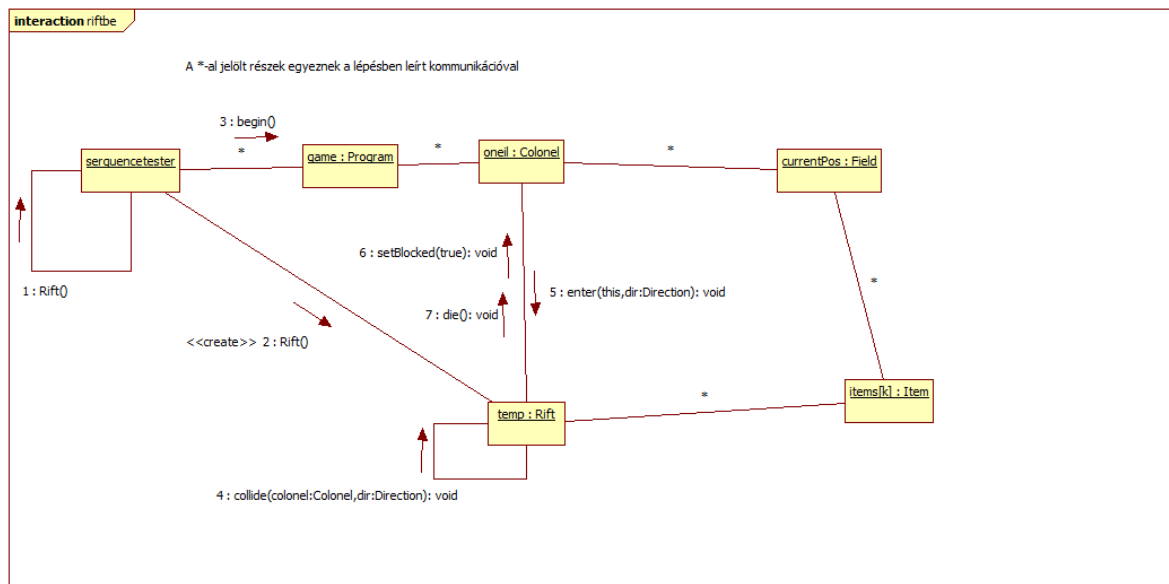 interaction riftbe
A *-al jelölt részek egyeznek a lépésben leírt kommunikációval
3 : begin()
*
*
*
serquencetester
game : Program
oneil : Colonel
currentPos : Field
6 : setBlocked(true): void
*
1 : Rift()
5 : enter(this,dir:Direction): void
7 : die(): void
<<create>> 2 : Rift()
items[k] : Item
*
temp : Rift
4 : collide(colonel:Colonel,dir:Direction): void